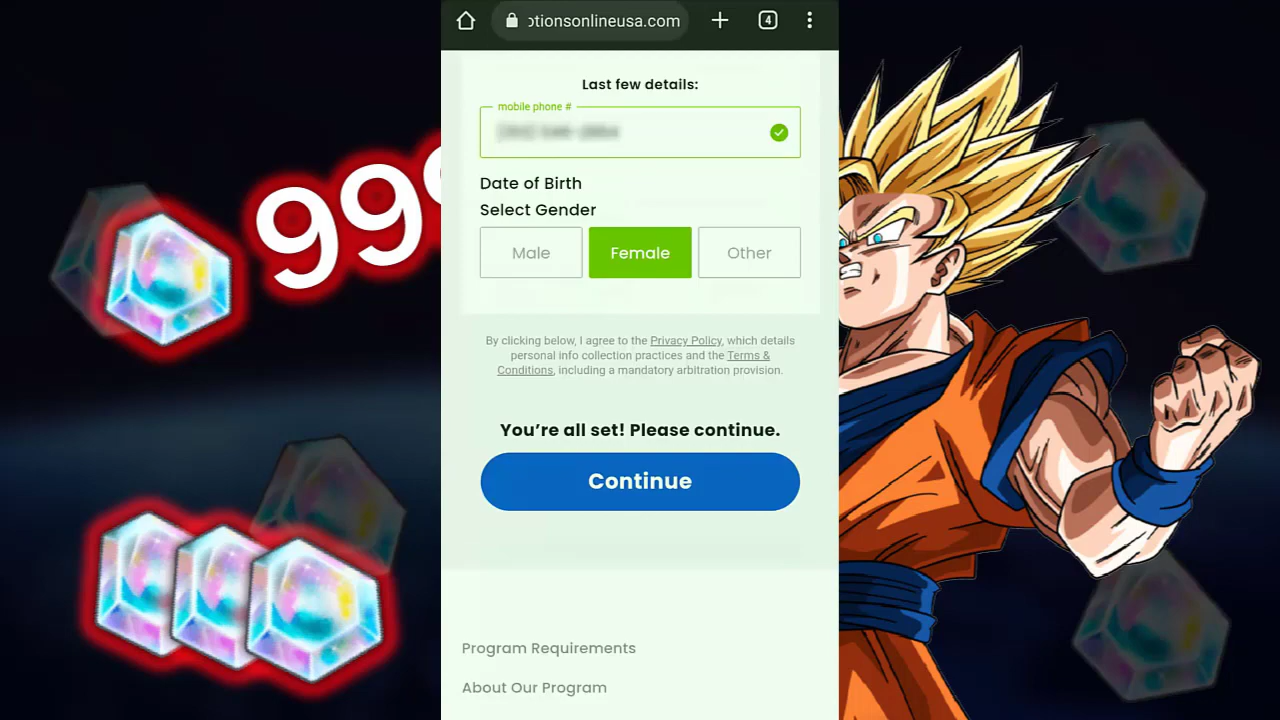 otionsonlineusa.com
4
999
Last few details:
mobile phone #
Date of Birth
Select Gender
Male
Female
Other
By clicking below, I agree to the Privacy Policy, which details
personal info collection practices and the Terms &
Conditions, including a mandatory arbitration provision.
You’re all set! Please continue.
Continue
Program Requirements
About Our Program